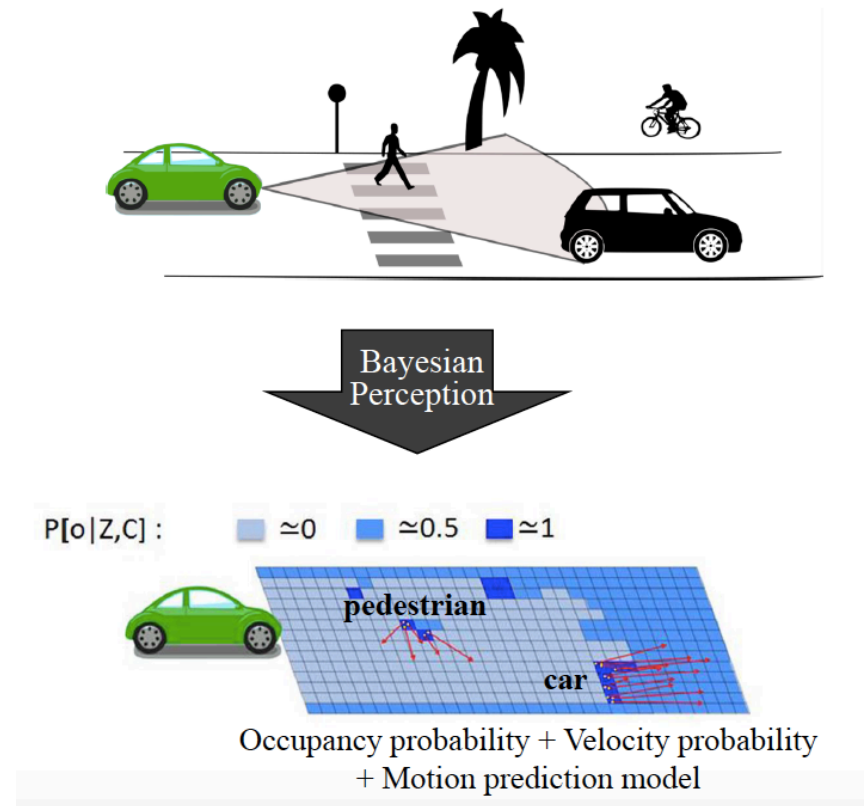 Bayesian
Perception
P[o|Z,C] : ≃0 ≃0.5 ≃1
pedestrian
car
Occupancy probability + Velocity probability
+ Motion prediction model